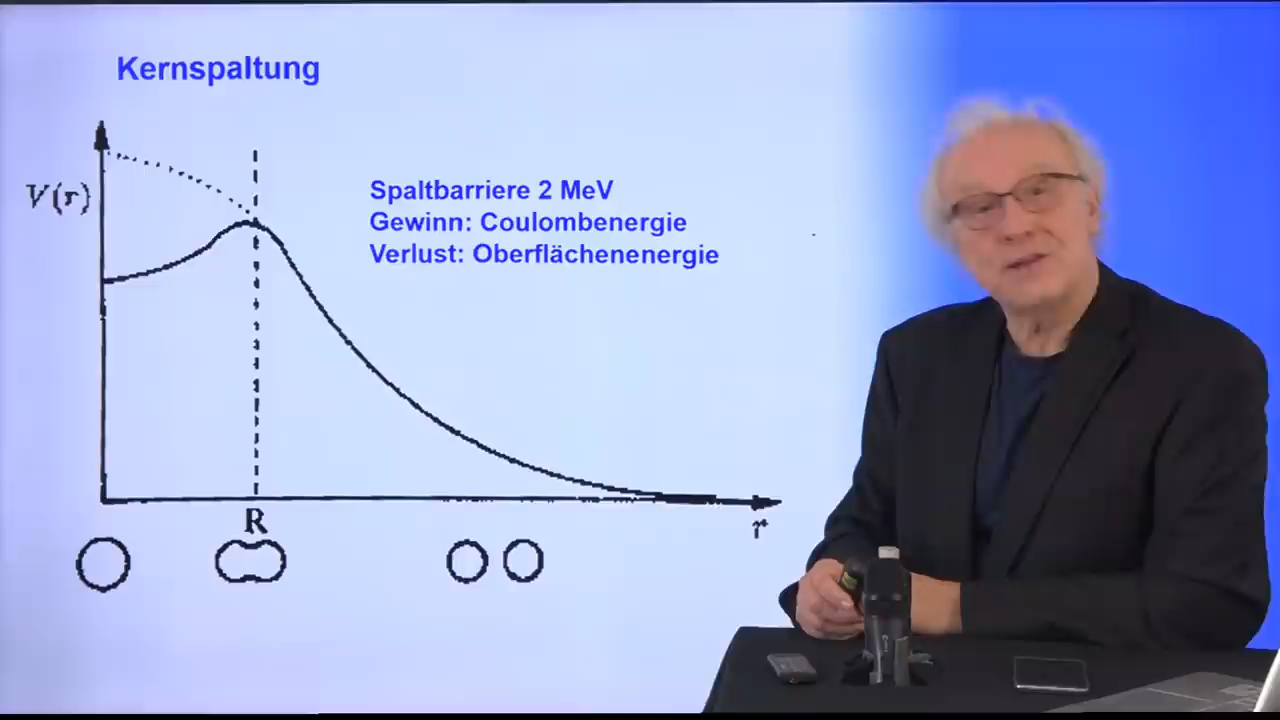 Kernspaltung
V(r)
Spaltbarriere 2 MeV
Gewinn: Coulombenergie
Verlust: Oberflächenenergie
R
r